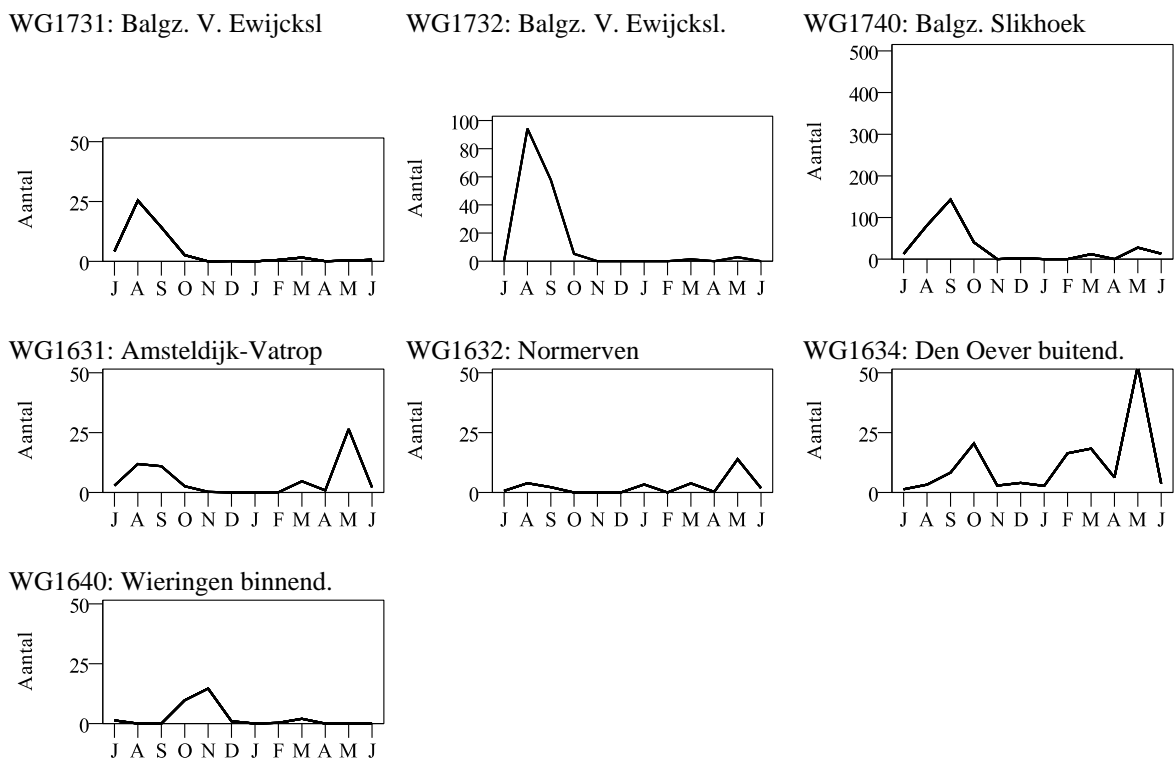 WG1731: Balgz. V. Ewijcksl
Aantal
50
25
0
J A S O N D J F M A M J
WG1732: Balgz. V. Ewijcksl.
Aantal
100
80
60
40
20
0
J A S O N D J F M A M J
WG1740: Balgz. Slikhoek
Aantal
500
400
300
200
100
0
J A S O N D J F M A M J
WG1631: Amsteldijk-Vatrop
Aantal
50
25
0
J A S O N D J F M A M J
WG1632: Normerven
Aantal
50
25
0
J A S O N D J F M A M J
WG1634: Den Oever buitend.
Aantal
50
25
0
J A S O N D J F M A M J
WG1640: Wieringen binnend.
Aantal
50
25
0
J A S O N D J F M A M J